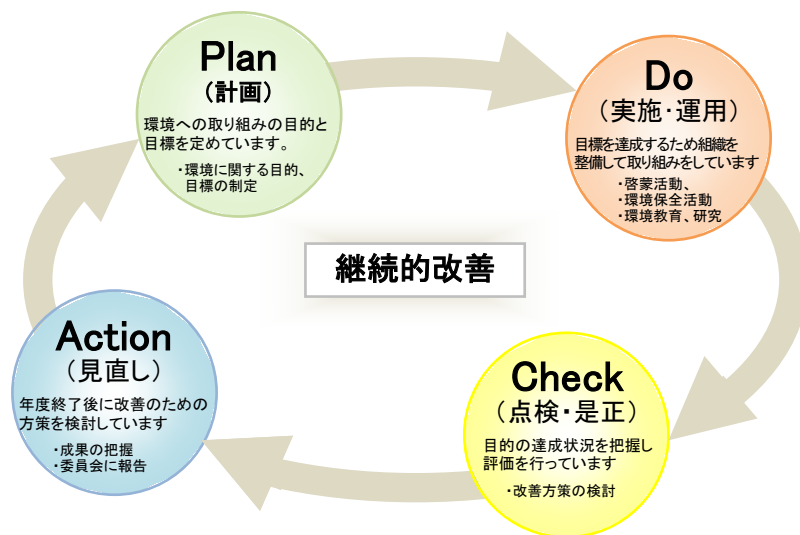 Plan
（計画）
環境への取り組みの目的と
目標を定めています。
・環境に関する目的、
目標の制定
Do
（実施・運用）
目標を達成するため組織を
整備して取り組みをしています
・啓蒙活動、
・環境保全活動
・環境教育、研究
継続的改善
Check
（点検・是正）
目的の達成状況を把握し
評価を行っています
・改善方策の検討
Action
（見直し）
年度終了後に改善のための
方策を検討しています
・成果の把握
・委員会に報告